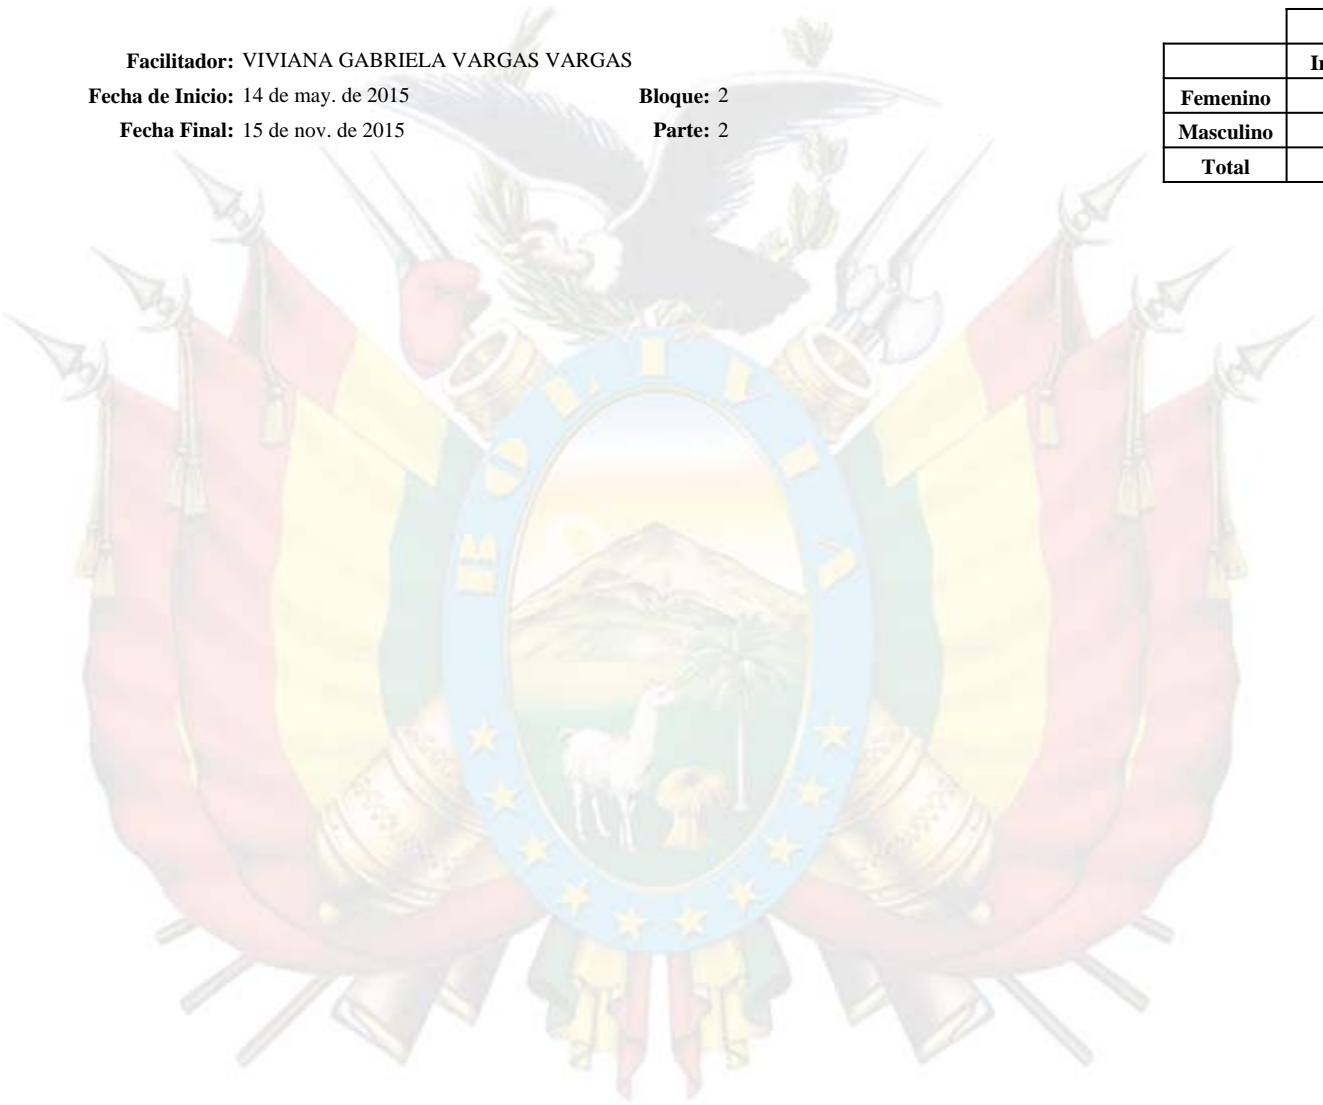 Facilitador: VIVIANA GABRIELA VARGAS VARGAS
Fecha de Inicio: 14 de may. de 2015 Bloque: 2
Fecha Final: 15 de nov. de 2015 Parte: 2
Femenino
Masculino
Total
BOLIVIA